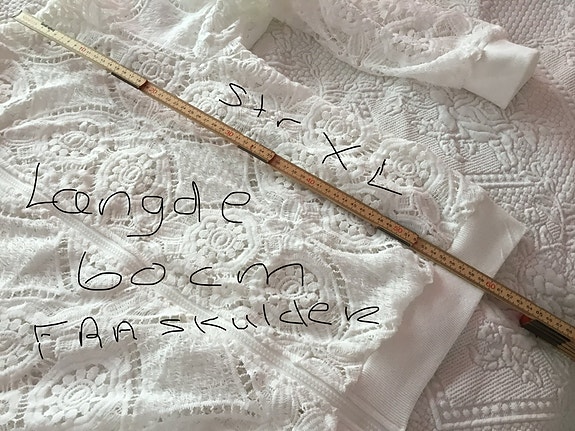 Str XL
Længde
60 cm
FRA skulder